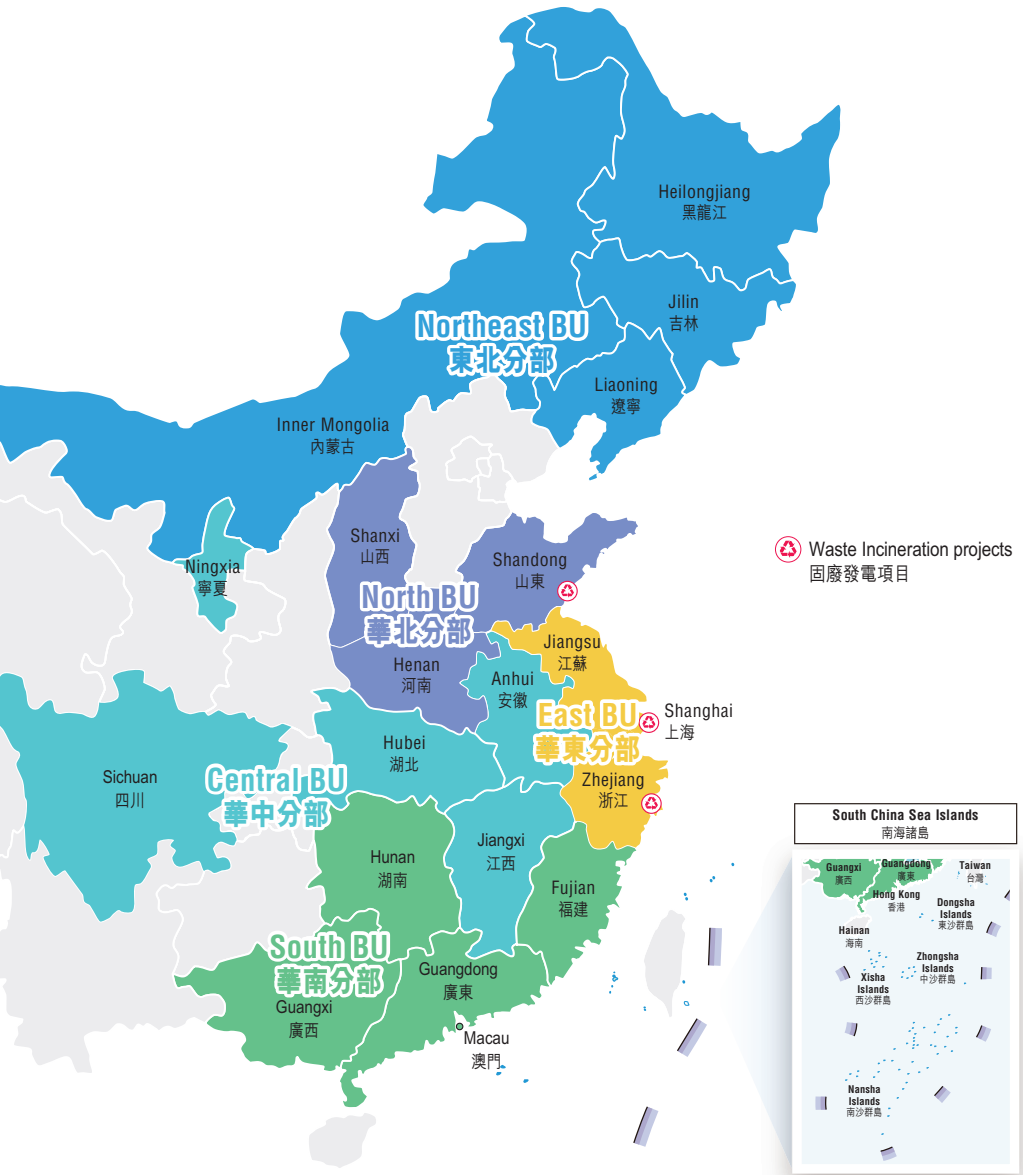 Heilongjiang
黑龍江
Jilin
吉林
Northeast BU
東北分部
Liaoning
遼寧
Inner Mongolia
內蒙古
Shanxi
山西
Shandong
山東
Waste Incineration projects
固廢發電項目
Ningxia
寧夏
North BU
華北分部
Henan
河南
Jiangsu
江蘇
Anhui
安徽
East BU
華東分部
Shanghai
上海
Hubei
湖北
Sichuan
四川
Central BU
華中分部
Zhejiang
浙江
Jiangxi
江西
Hunan
湖南
Fujian
福建
South BU
華南分部
Guangdong
廣東
Guangxi
廣西
Macau
澳門
South China Sea Islands
南海諸島
Guangxi
廣西
Guangdong
廣東
Taiwan
台灣
Hong Kong
香港
Dongsha
Islands
東沙群島
Hainan
海南
Zhongsha
Islands
中沙群島
Xisha
Islands
西沙群島
Nansha
Islands
南沙群島